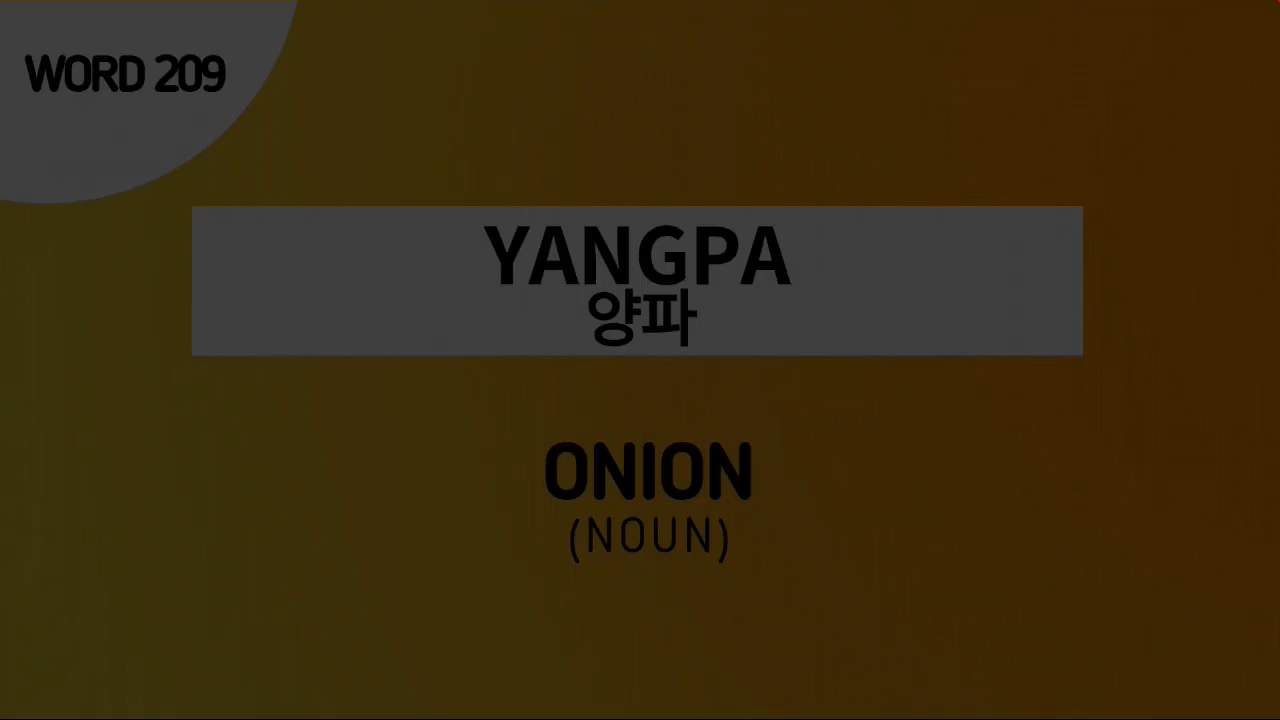 WORD 209
YANGPA
양파
ONION
(NOUN)